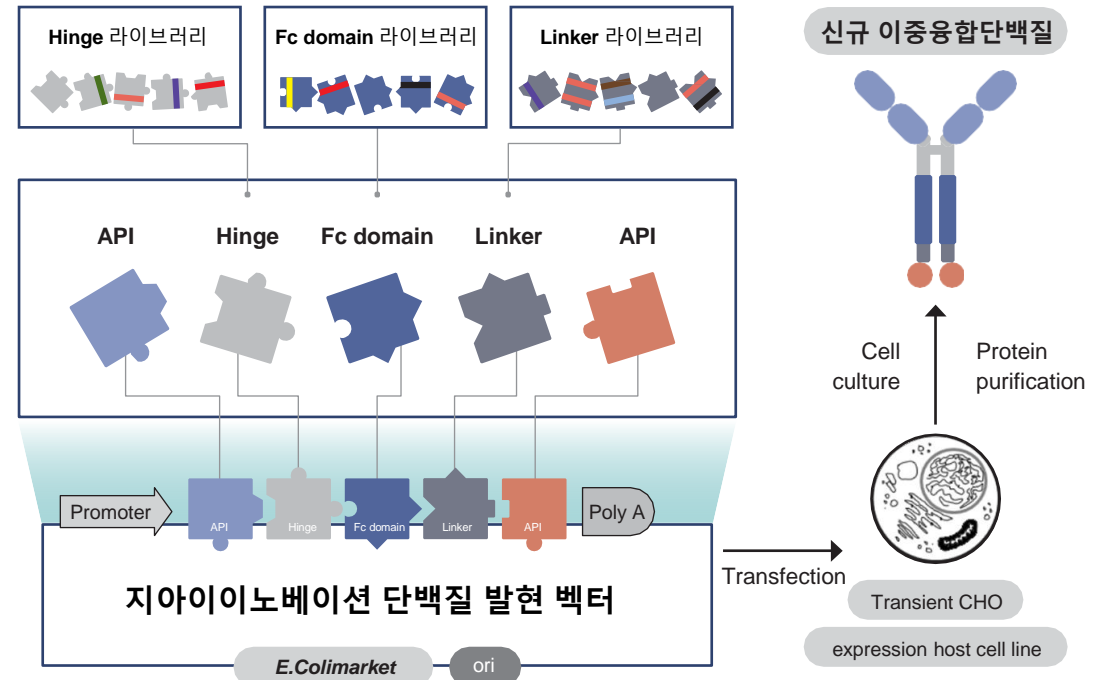 Hinge 라이브러리
Fc domain 라이브러리
Linker 라이브러리
API
Hinge
Fc domain
Linker
API
Promoter
API
Hinge
Fc domain
Linker
API
Poly A
지아이이노베이션 단백질 발현 벡터
E.Colimarket
ori
Transfection
신규 이중융합단백질
Cell
culture
Protein
purification
Transient CHO
expression host cell line